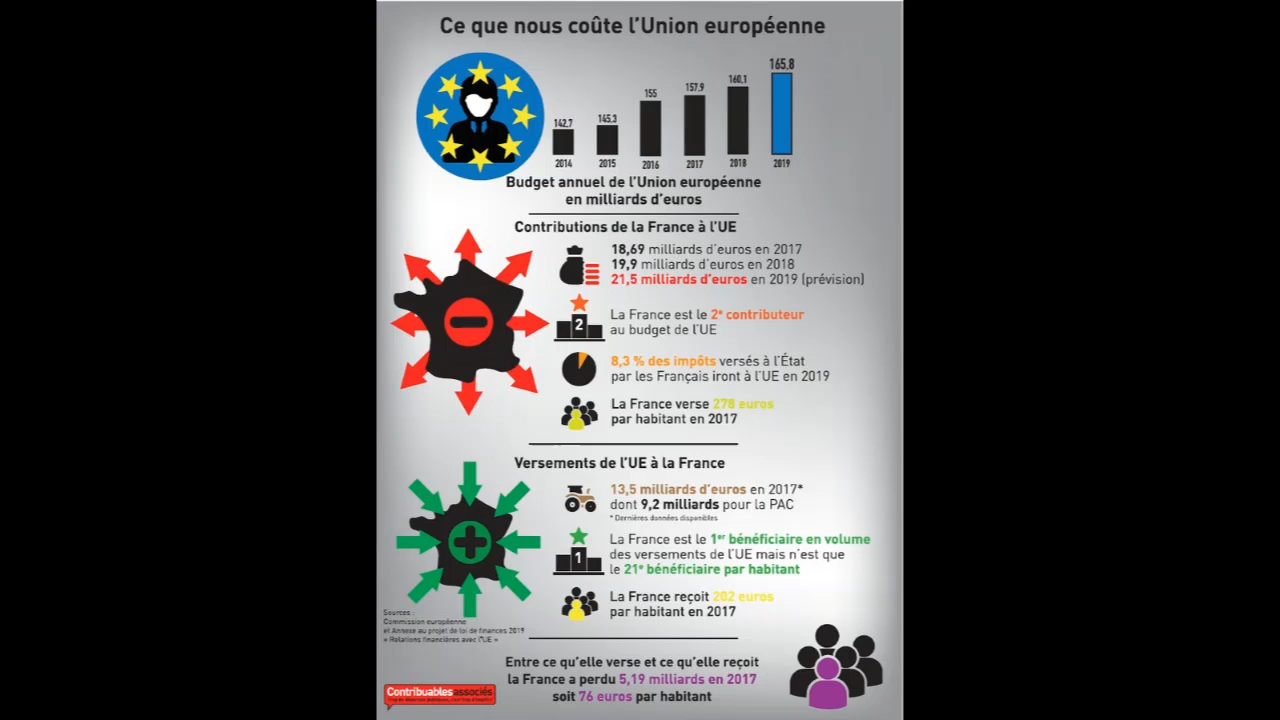 Ce que nous coûte l'Union européenne
142,7
145,3
155
157,9
160,1
165,8
2014
2015
2016
2017
2018
2019
Budget annuel de l'Union européenne
en milliards d'euros
Contributions de la France à l'UE
18,69 milliards d'euros en 2017
19,9 milliards d'euros en 2018
21,5 milliards d'euros en 2019 (prévision)
2
La France est le 2e contributeur
au budget de l'UE
8,3 % des impôts versés à l'État
par les Français iront à l'UE en 2019
La France verse 278 euros
par habitant en 2017
Versements de l'UE à la France
13,5 milliards d'euros en 2017*
dont 9,2 milliards pour la PAC
* Dernières données disponibles
1
La France est le 1er bénéficiaire en volume
des versements de l'UE mais n'est que
le 21e bénéficiaire par habitant
La France reçoit 202 euros
par habitant en 2017
Sources :
Commission européenne
et Annexe au projet de loi de finances 2019
« Relations financières avec l'UE »
Entre ce qu'elle verse et ce qu'elle reçoit
la France a perdu 5,19 milliards en 2017
soit 76 euros par habitant
Contribuables associés